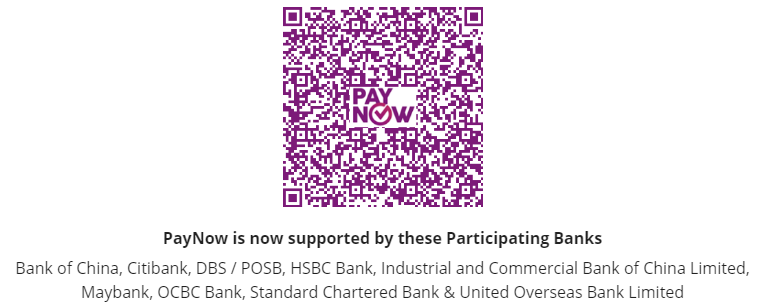 PAY
NOW
PayNow is now supported by these Participating Banks
Bank of China, Citibank, DBS / POSB, HSBC Bank, Industrial and Commercial Bank of China Limited,
Maybank, OCBC Bank, Standard Chartered Bank & United Overseas Bank Limited